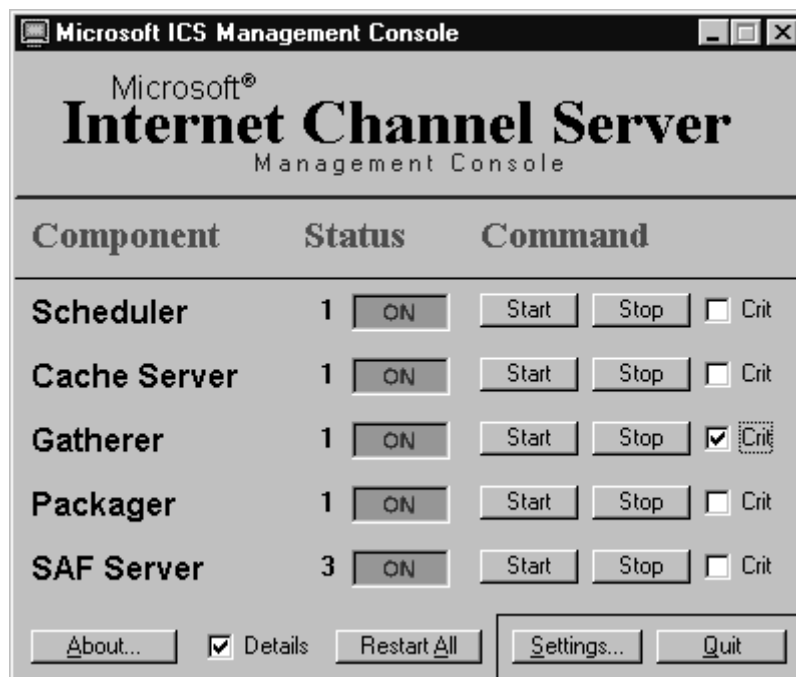 Microsoft ICS Management Console
Microsoft®
Internet Channel Server
Management Console
Component Status Command
Scheduler 1 ON Start Stop Crit
Cache Server 1 ON Start Stop Crit
Gatherer 1 ON Start Stop Crit
Packager 1 ON Start Stop Crit
SAF Server 3 ON Start Stop Crit
About... Details Restart All Settings... Quit